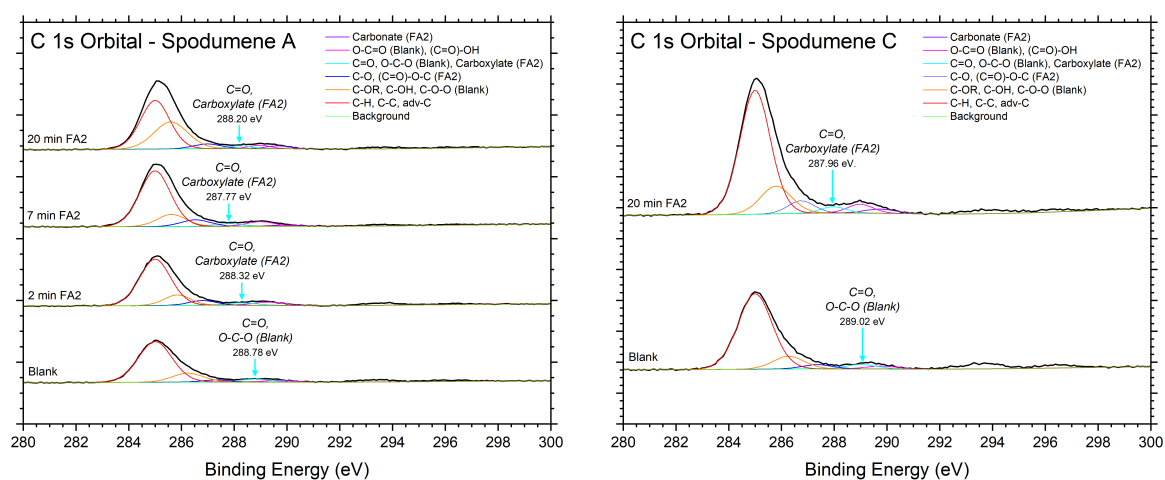 C 1s Orbital - Spodumene A
Carbonate (FA2)
O-C=O (Blank), (C=O)-OH
C=O, O-C-O (Blank), Carboxylate (FA2)
C-O, (C=O)-O-C (FA2)
C-OR, C-OH, C-O-O (Blank)
C-H, C-C, adv-C
Background
C=O,
Carboxylate (FA2)
288.20 eV
20 min FA2
C=O,
Carboxylate (FA2)
287.77 eV
7 min FA2
C=O,
Carboxylate (FA2)
288.32 eV
2 min FA2
C=O,
O-C-O (Blank)
288.78 eV
Blank
280 282 284 286 288 290 292 294 296 298 300
Binding Energy (eV)
C 1s Orbital - Spodumene C
Carbonate (FA2)
O-C=O (Blank), (C=O)-OH
C=O, O-C-O (Blank), Carboxylate (FA2)
C-O, (C=O)-O-C (FA2)
C-OR, C-OH, C-O-O (Blank)
C-H, C-C, adv-C
Background
C=O,
Carboxylate (FA2)
287.96 eV.
20 min FA2
C=O,
O-C-O (Blank)
289.02 eV
Blank
280 282 284 286 288 290 292 294 296 298 300
Binding Energy (eV)